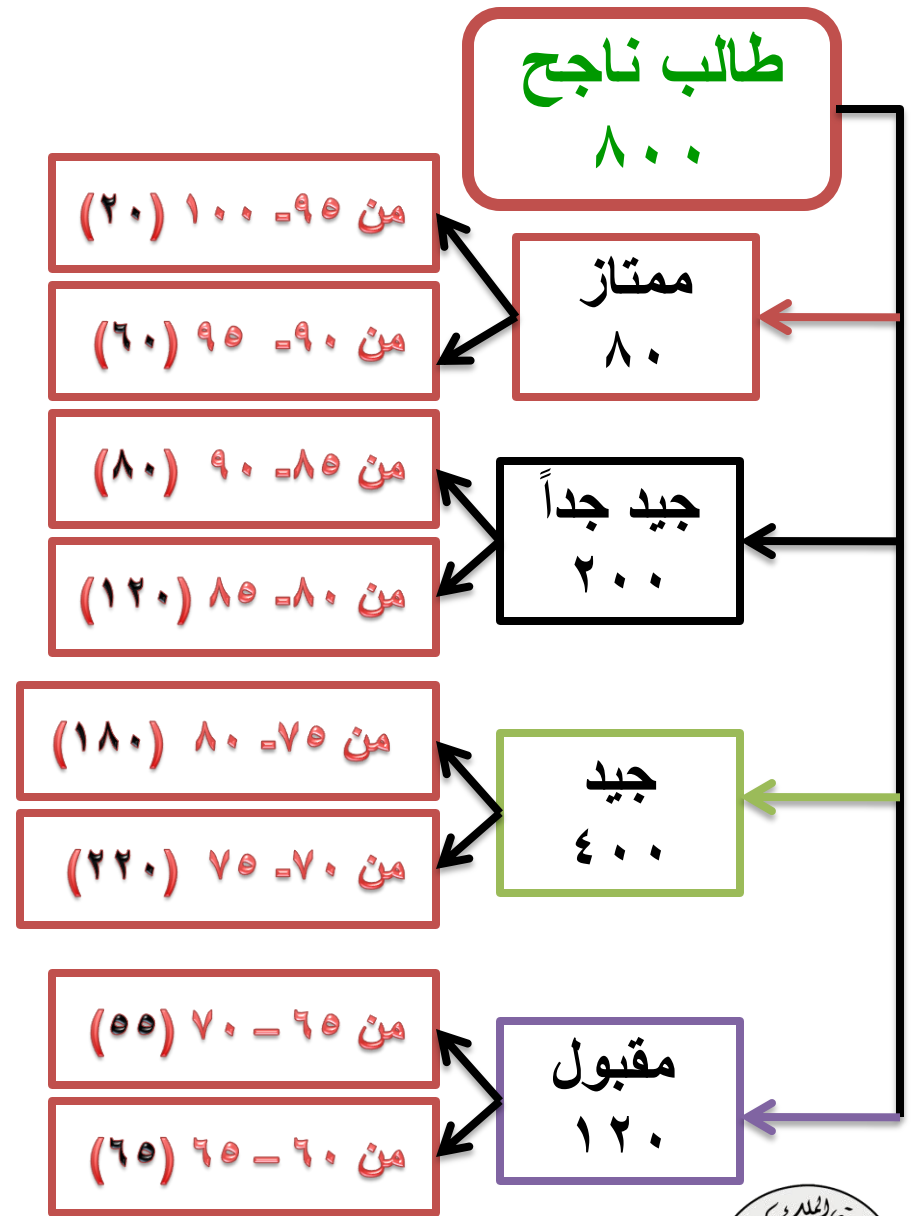 طالب ناجح
٨٠٠
ممتاز
٨٠
من ٩٥- ١٠٠ (٢٠)
من ٩٠- ٩٥ (٦٠)
جيد جداً
٢٠٠
من ٨٥- ٩٠ (٨٠)
من ٨٠- ٨٥ (١٢٠)
جيد
٤٠٠
من ٧٥- ٨٠ (١٨٠)
من ٧٠- ٧٥ (٢٢٠)
مقبول
١٢٠
من ٦٥ – ٧٠ (٥٥)
من ٦٠ – ٦٥ (٦٥)
الملك